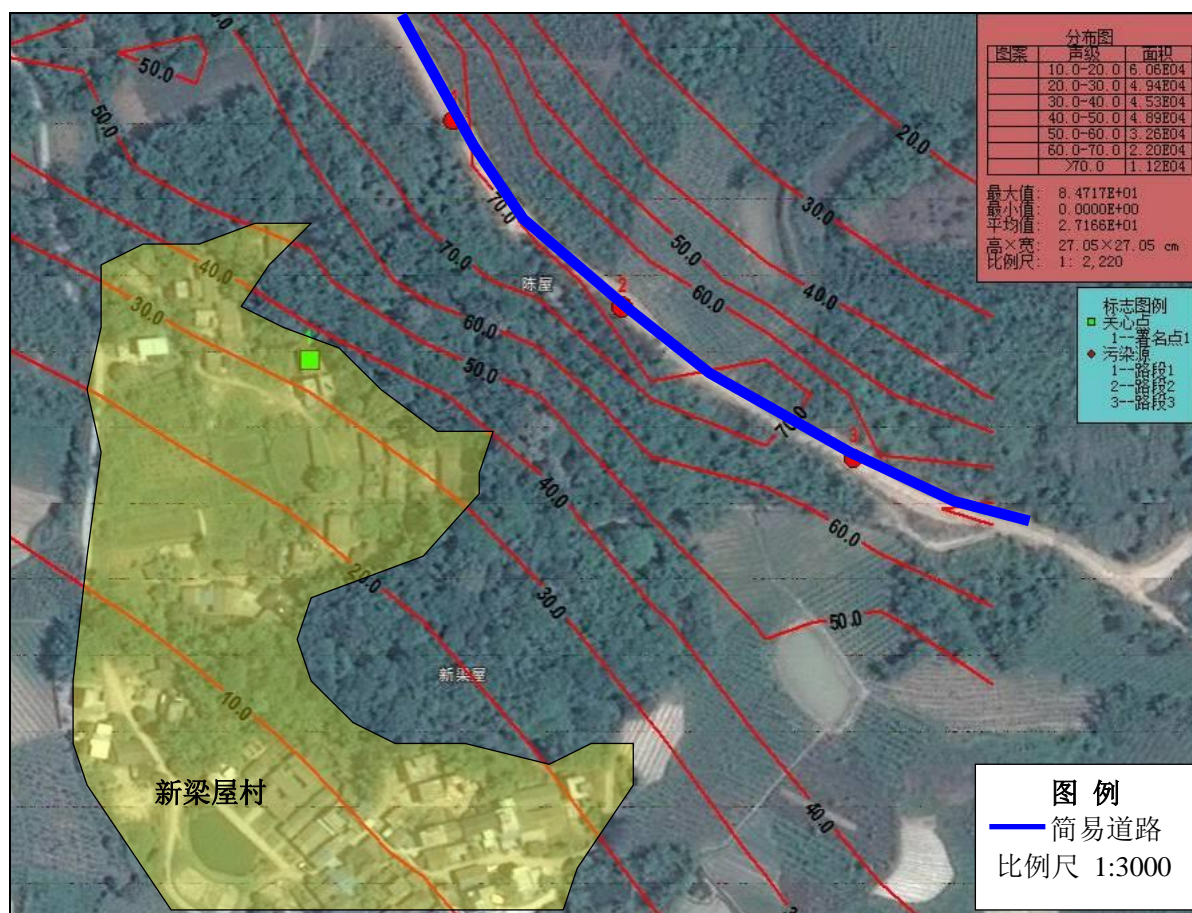 分布图
图案 声级 面积
10.0-20.0 6.06E04
20.0-30.0 4.94E04
30.0-40.0 4.53E04
40.0-50.0 4.89E04
50.0-60.0 3.26E04
60.0-70.0 2.20E04
>70.0 1.12E04
最大值: 8.4717E+01
最小值: 0.0000E+00
平均值: 2.7166E+01
高×宽: 27.05×27.05 cm
比例尺: 1: 2,220
标志图例
关心点
1--署名点1
污染源
1--路段1
2--路段2
3--路段3
50.0
50.0
1
20.0
70.0
30.0
50.0
40.0
70.0
陈屋
2
60.0
40.0
30.0
60.0
50.0
70.0
3
40.0
60.0
20.0
30.0
50.0
新梁屋
10.0
新梁屋村
40.0
图 例
简易道路
比例尺 1:3000